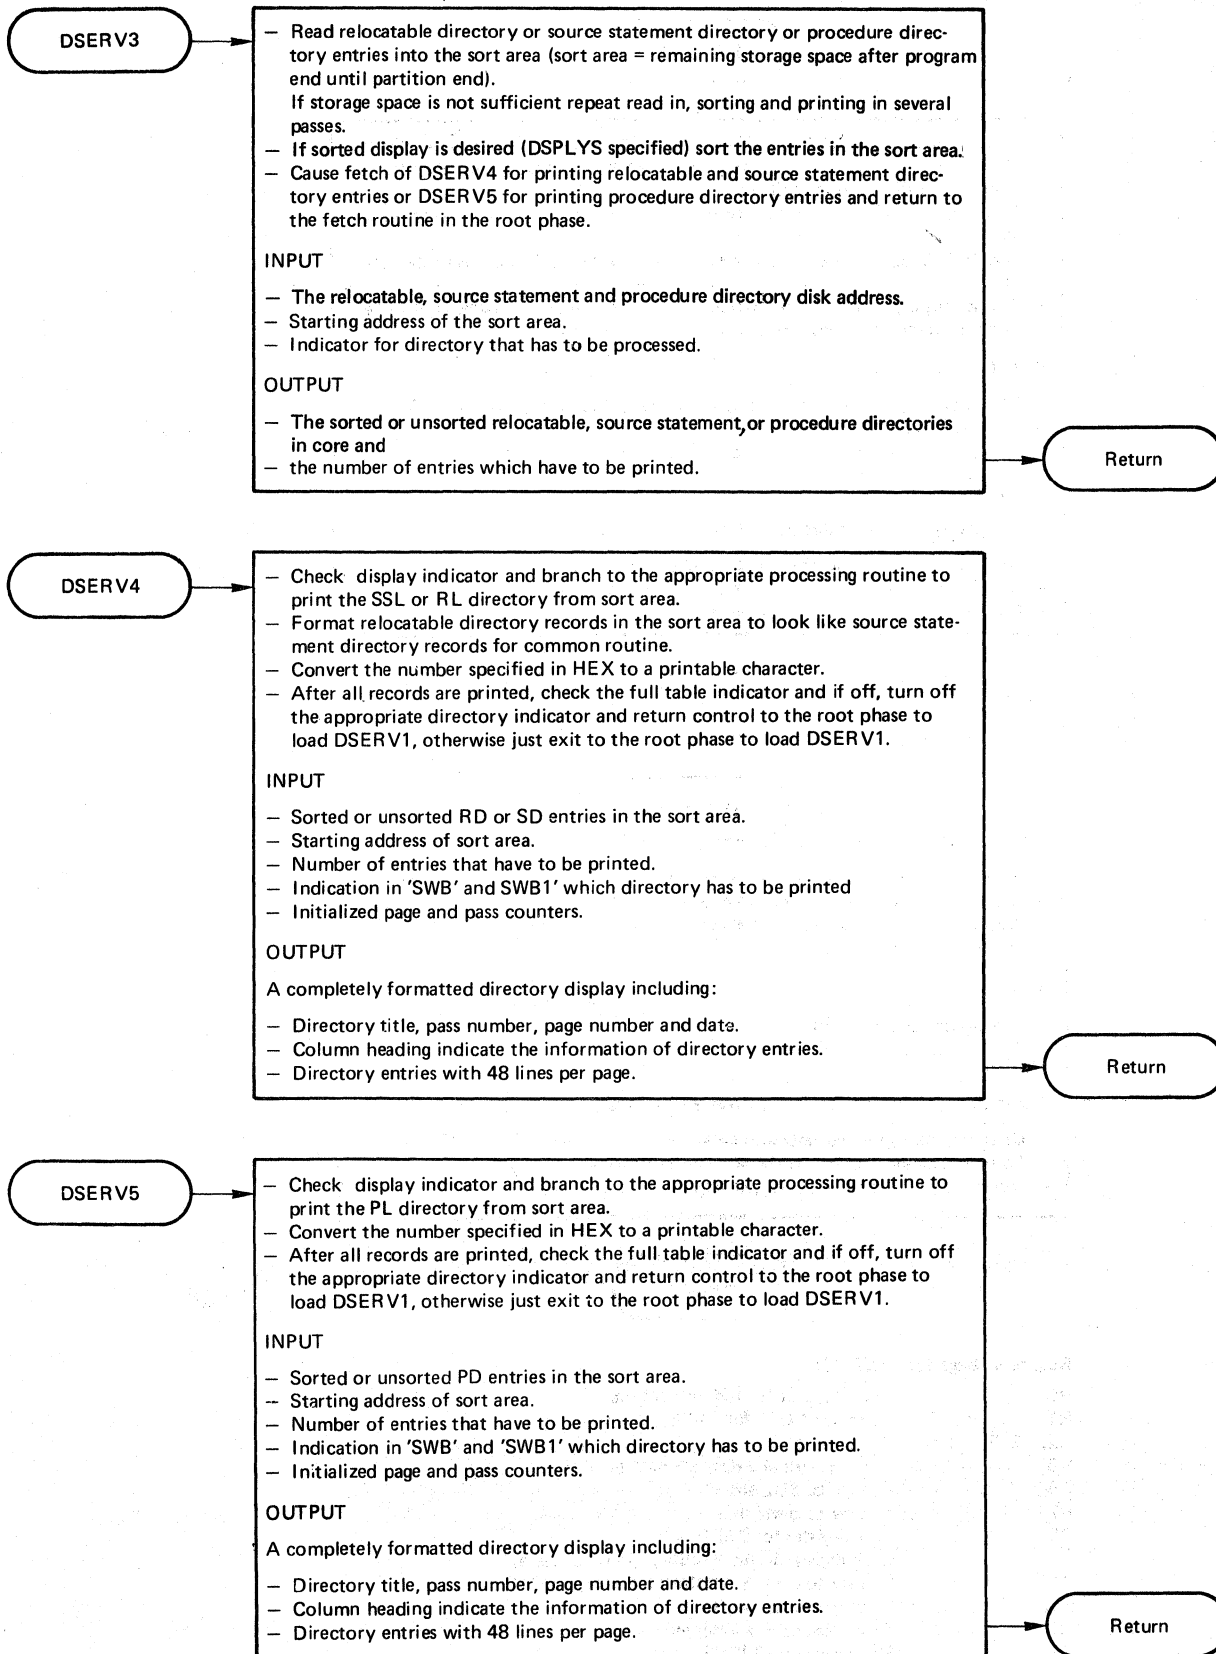 DSERV3
– Read relocatable directory or source statement directory or procedure direc-
tory entries into the sort area (sort area = remaining storage space after program
end until partition end).
If storage space is not sufficient repeat read in, sorting and printing in several
passes.
– If sorted display is desired (DSPLYS specified) sort the entries in the sort area.
– Cause fetch of DSERV4 for printing relocatable and source statement direc-
tory entries or DSERV5 for printing procedure directory entries and return to
the fetch routine in the root phase.
INPUT
– The relocatable, source statement and procedure directory disk address.
– Starting address of the sort area.
– Indicator for directory that has to be processed.
OUTPUT
– The sorted or unsorted relocatable, source statement, or procedure directories
in core and
– the number of entries which have to be printed.
Return
DSERV4
– Check display indicator and branch to the appropriate processing routine to
print the SSL or RL directory from sort area.
– Format relocatable directory records in the sort area to look like source state-
ment directory records for common routine.
– Convert the number specified in HEX to a printable character.
– After all records are printed, check the full table indicator and if off, turn off
the appropriate directory indicator and return control to the root phase to
load DSERV1, otherwise just exit to the root phase to load DSERV1.
INPUT
– Sorted or unsorted RD or SD entries in the sort area.
– Starting address of sort area.
– Number of entries that have to be printed.
– Indication in 'SWB' and SWB1' which directory has to be printed
– Initialized page and pass counters.
OUTPUT
A completely formatted directory display including:
– Directory title, pass number, page number and date.
– Column heading indicate the information of directory entries.
– Directory entries with 48 lines per page.
Return
DSERV5
– Check display indicator and branch to the appropriate processing routine to
print the PL directory from sort area.
– Convert the number specified in HEX to a printable character.
– After all records are printed, check the full table indicator and if off, turn off
the appropriate directory indicator and return control to the root phase to
load DSERV1, otherwise just exit to the root phase to load DSERV1.
INPUT
– Sorted or unsorted PD entries in the sort area.
– Starting address of sort area.
– Number of entries that have to be printed.
– Indication in 'SWB' and 'SWB1' which directory has to be printed.
– Initialized page and pass counters.
OUTPUT
A completely formatted directory display including:
– Directory title, pass number, page number and date.
– Column heading indicate the information of directory entries.
– Directory entries with 48 lines per page.
Return